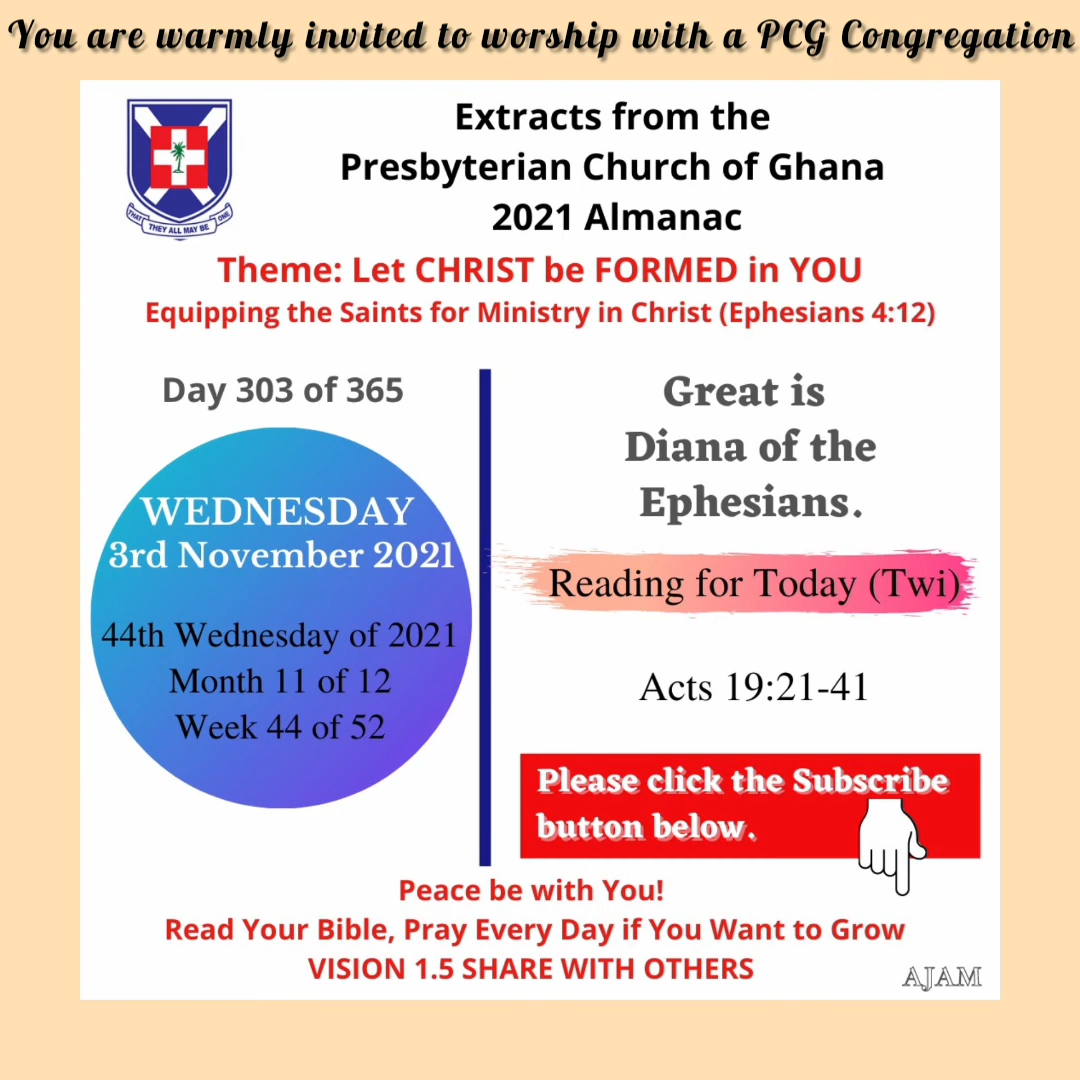 You are warmly invited to worship with a PCG Congregation
THAT THEY ALL MAY BE ONE
Extracts from the
Presbyterian Church of Ghana
2021 Almanac
Theme: Let CHRIST be FORMED in YOU
Equipping the Saints for Ministry in Christ (Ephesians 4:12)
Day 303 of 365
WEDNESDAY
3rd November 2021
44th Wednesday of 2021
Month 11 of 12
Week 44 of 52
Great is
Diana of the
Ephesians.
Reading for Today (Twi)
Acts 19:21-41
Please click the Subscribe
button below.
Peace be with You!
Read Your Bible, Pray Every Day if You Want to Grow
VISION 1.5 SHARE WITH OTHERS
AJAM